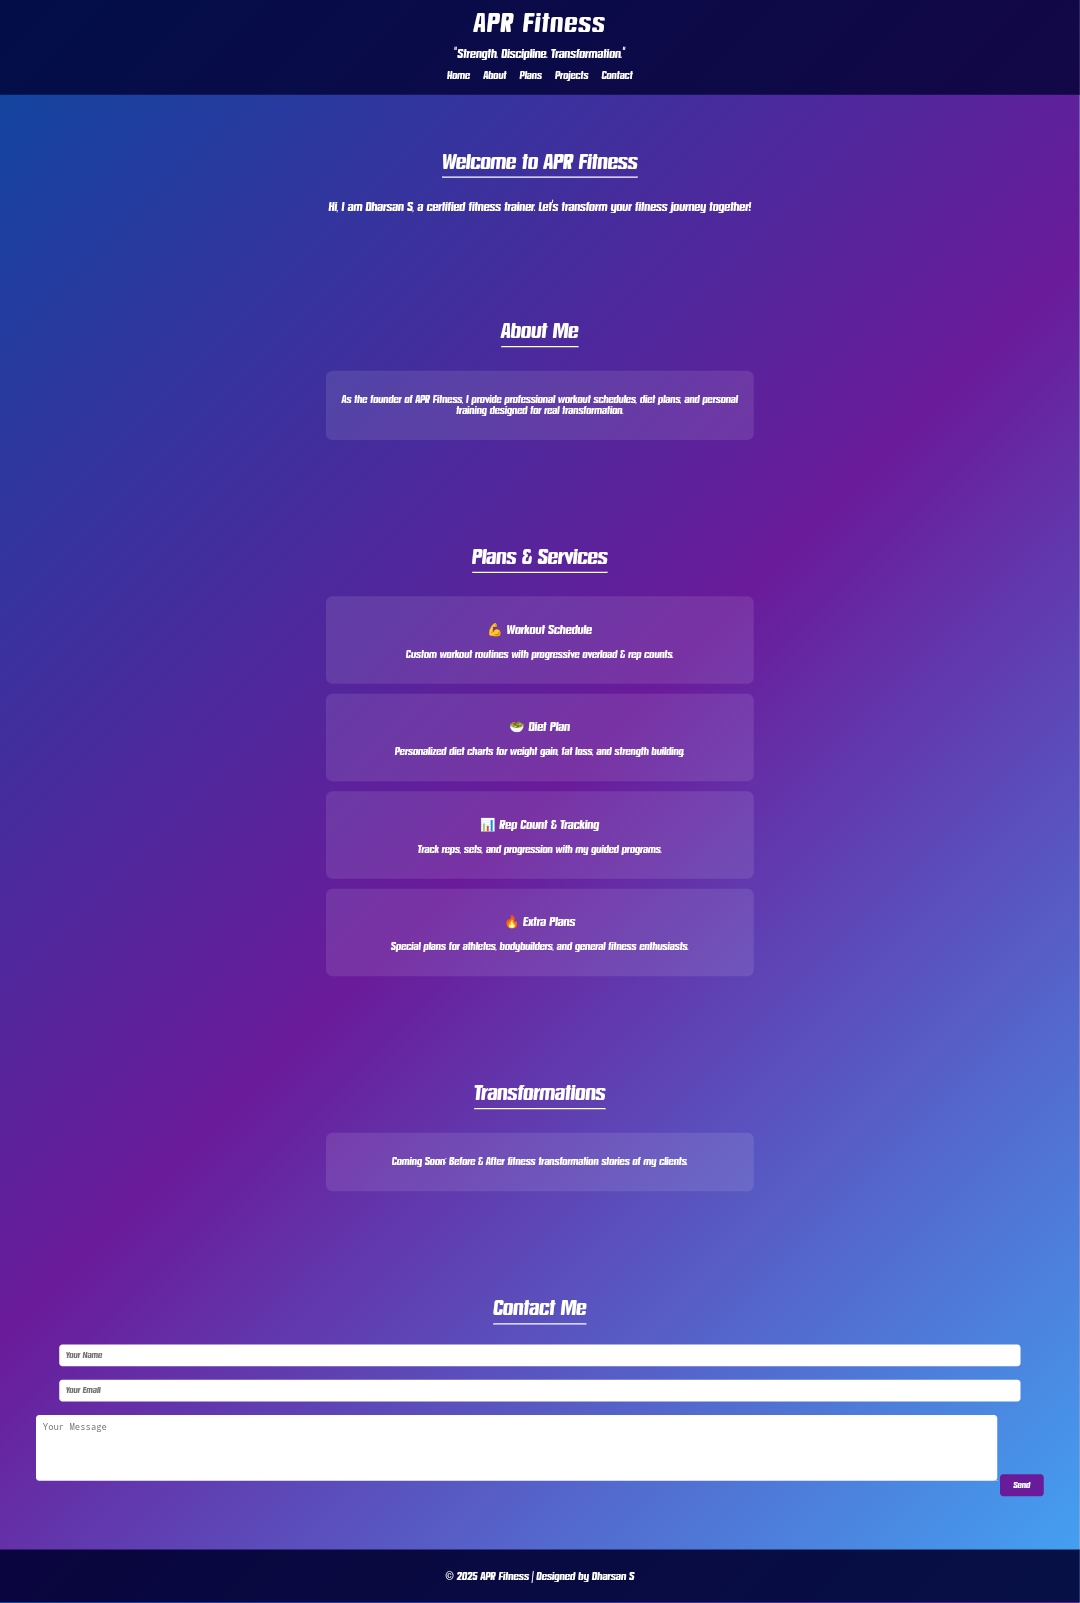 APR Fitness
"Strength. Discipline. Transformation."
Home About Plans Projects Contact
Welcome to APR Fitness
Hi, I am Dharsan S, a certified fitness trainer. Let's transform your fitness journey together!
About Me
As the founder of APR Fitness, I provide professional workout schedules, diet plans, and personal
training designed for real transformation.
Plans & Services
💪 Workout Schedule
Custom workout routines with progressive overload & rep counts.
🥗 Diet Plan
Personalized diet charts for weight gain, fat loss, and strength building.
📊 Rep Count & Tracking
Track reps, sets, and progression with my guided programs.
🔥 Extra Plans
Special plans for athletes, bodybuilders, and general fitness enthusiasts.
Transformations
Coming Soon: Before & After fitness transformation stories of my clients.
Contact Me
Your Name
Your Email
Your Message
Send
© 2025 APR Fitness | Designed by Dharsan S